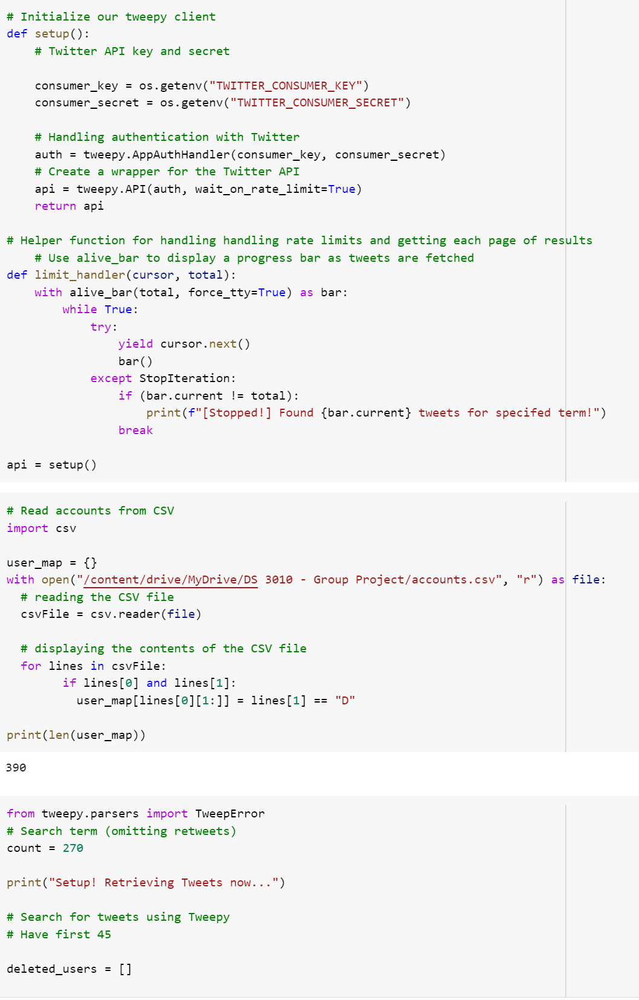 # Initialize our tweepy client
def setup():
    # Twitter API key and secret

    consumer_key = os.getenv("TWITTER_CONSUMER_KEY")
    consumer_secret = os.getenv("TWITTER_CONSUMER_SECRET")

    # Handling authentication with Twitter
    auth = tweepy.AppAuthHandler(consumer_key, consumer_secret)
    # Create a wrapper for the Twitter API
    api = tweepy.API(auth, wait_on_rate_limit=True)
    return api

# Helper function for handling handling rate limits and getting each page of results
    # Use alive_bar to display a progress bar as tweets are fetched
def limit_handler(cursor, total):
    with alive_bar(total, force_tty=True) as bar:
        while True:
            try:
                yield cursor.next()
                bar()
            except StopIteration:
                if (bar.current != total):
                    print(f"[Stopped!] Found {bar.current} tweets for specifed term!")
                break

api = setup()

# Read accounts from CSV
import csv

user_map = {}
with open("/content/drive/MyDrive/DS 3010 - Group Project/accounts.csv", "r") as file:
  # reading the CSV file
  csvFile = csv.reader(file)

  # displaying the contents of the CSV file
  for lines in csvFile:
        if lines[0] and lines[1]:
          user_map[lines[0][1:]] = lines[1] == "D"

print(len(user_map))

390

from tweepy.parsers import TweepError
# Search term (omitting retweets)
count = 270

print("Setup! Retrieving Tweets now...")

# Search for tweets using Tweepy
# Have first 45

deleted_users = []